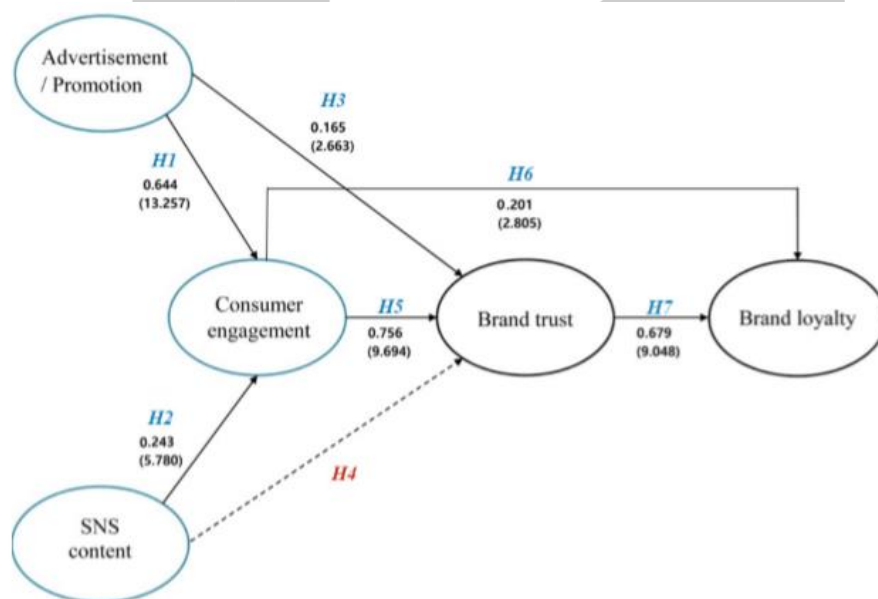 Advertisement
/ Promotion
H3
0.165
(2.663)
H1
0.644
(13.257)
H6
0.201
(2.805)
Consumer
engagement
H5
0.756
(9.694)
Brand trust
H7
0.679
(9.048)
Brand loyalty
H2
0.243
(5.780)
H4
SNS
content